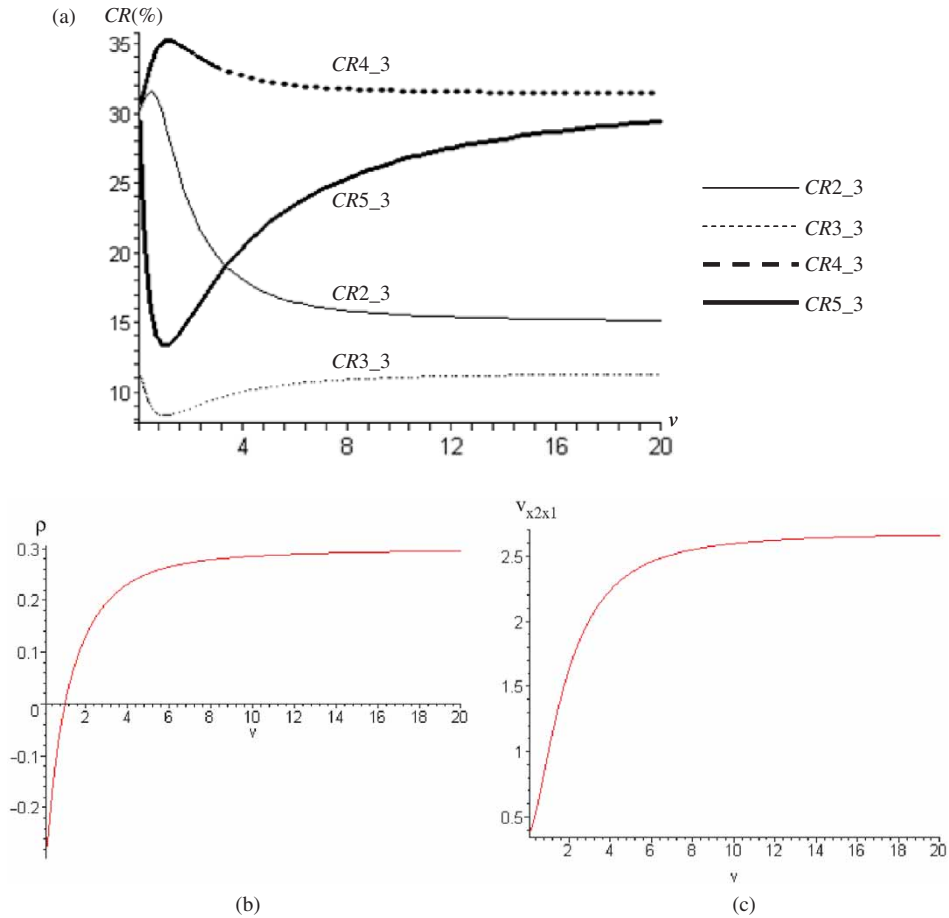 (a) CR(%)
35
30
25
20
15
10
4 8 12 16 20
v
CR4_3
CR5_3
CR2_3
CR3_3
CR2_3
CR3_3
CR4_3
CR5_3
ρ
0.3
0.2
0.1
0
-0.1
-0.2
2 4 6 8 10 12 14 16 18 20
v
(b)
v_x2x1
2.5
2
1.5
1
0.5
2 4 6 8 10 12 14 16 18 20
v
(c)